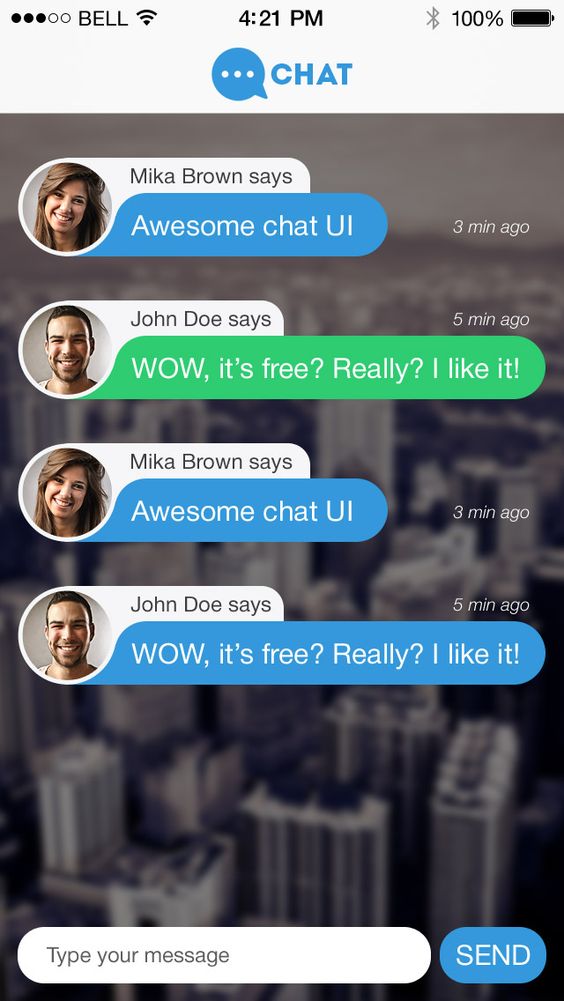 BELL 4:21 PM 100%
CHAT
Mika Brown says
Awesome chat UI 3 min ago
John Doe says 5 min ago
WOW, it's free? Really? I like it!
Mika Brown says
Awesome chat UI 3 min ago
John Doe says 5 min ago
WOW, it's free? Really? I like it!
Type your message SEND